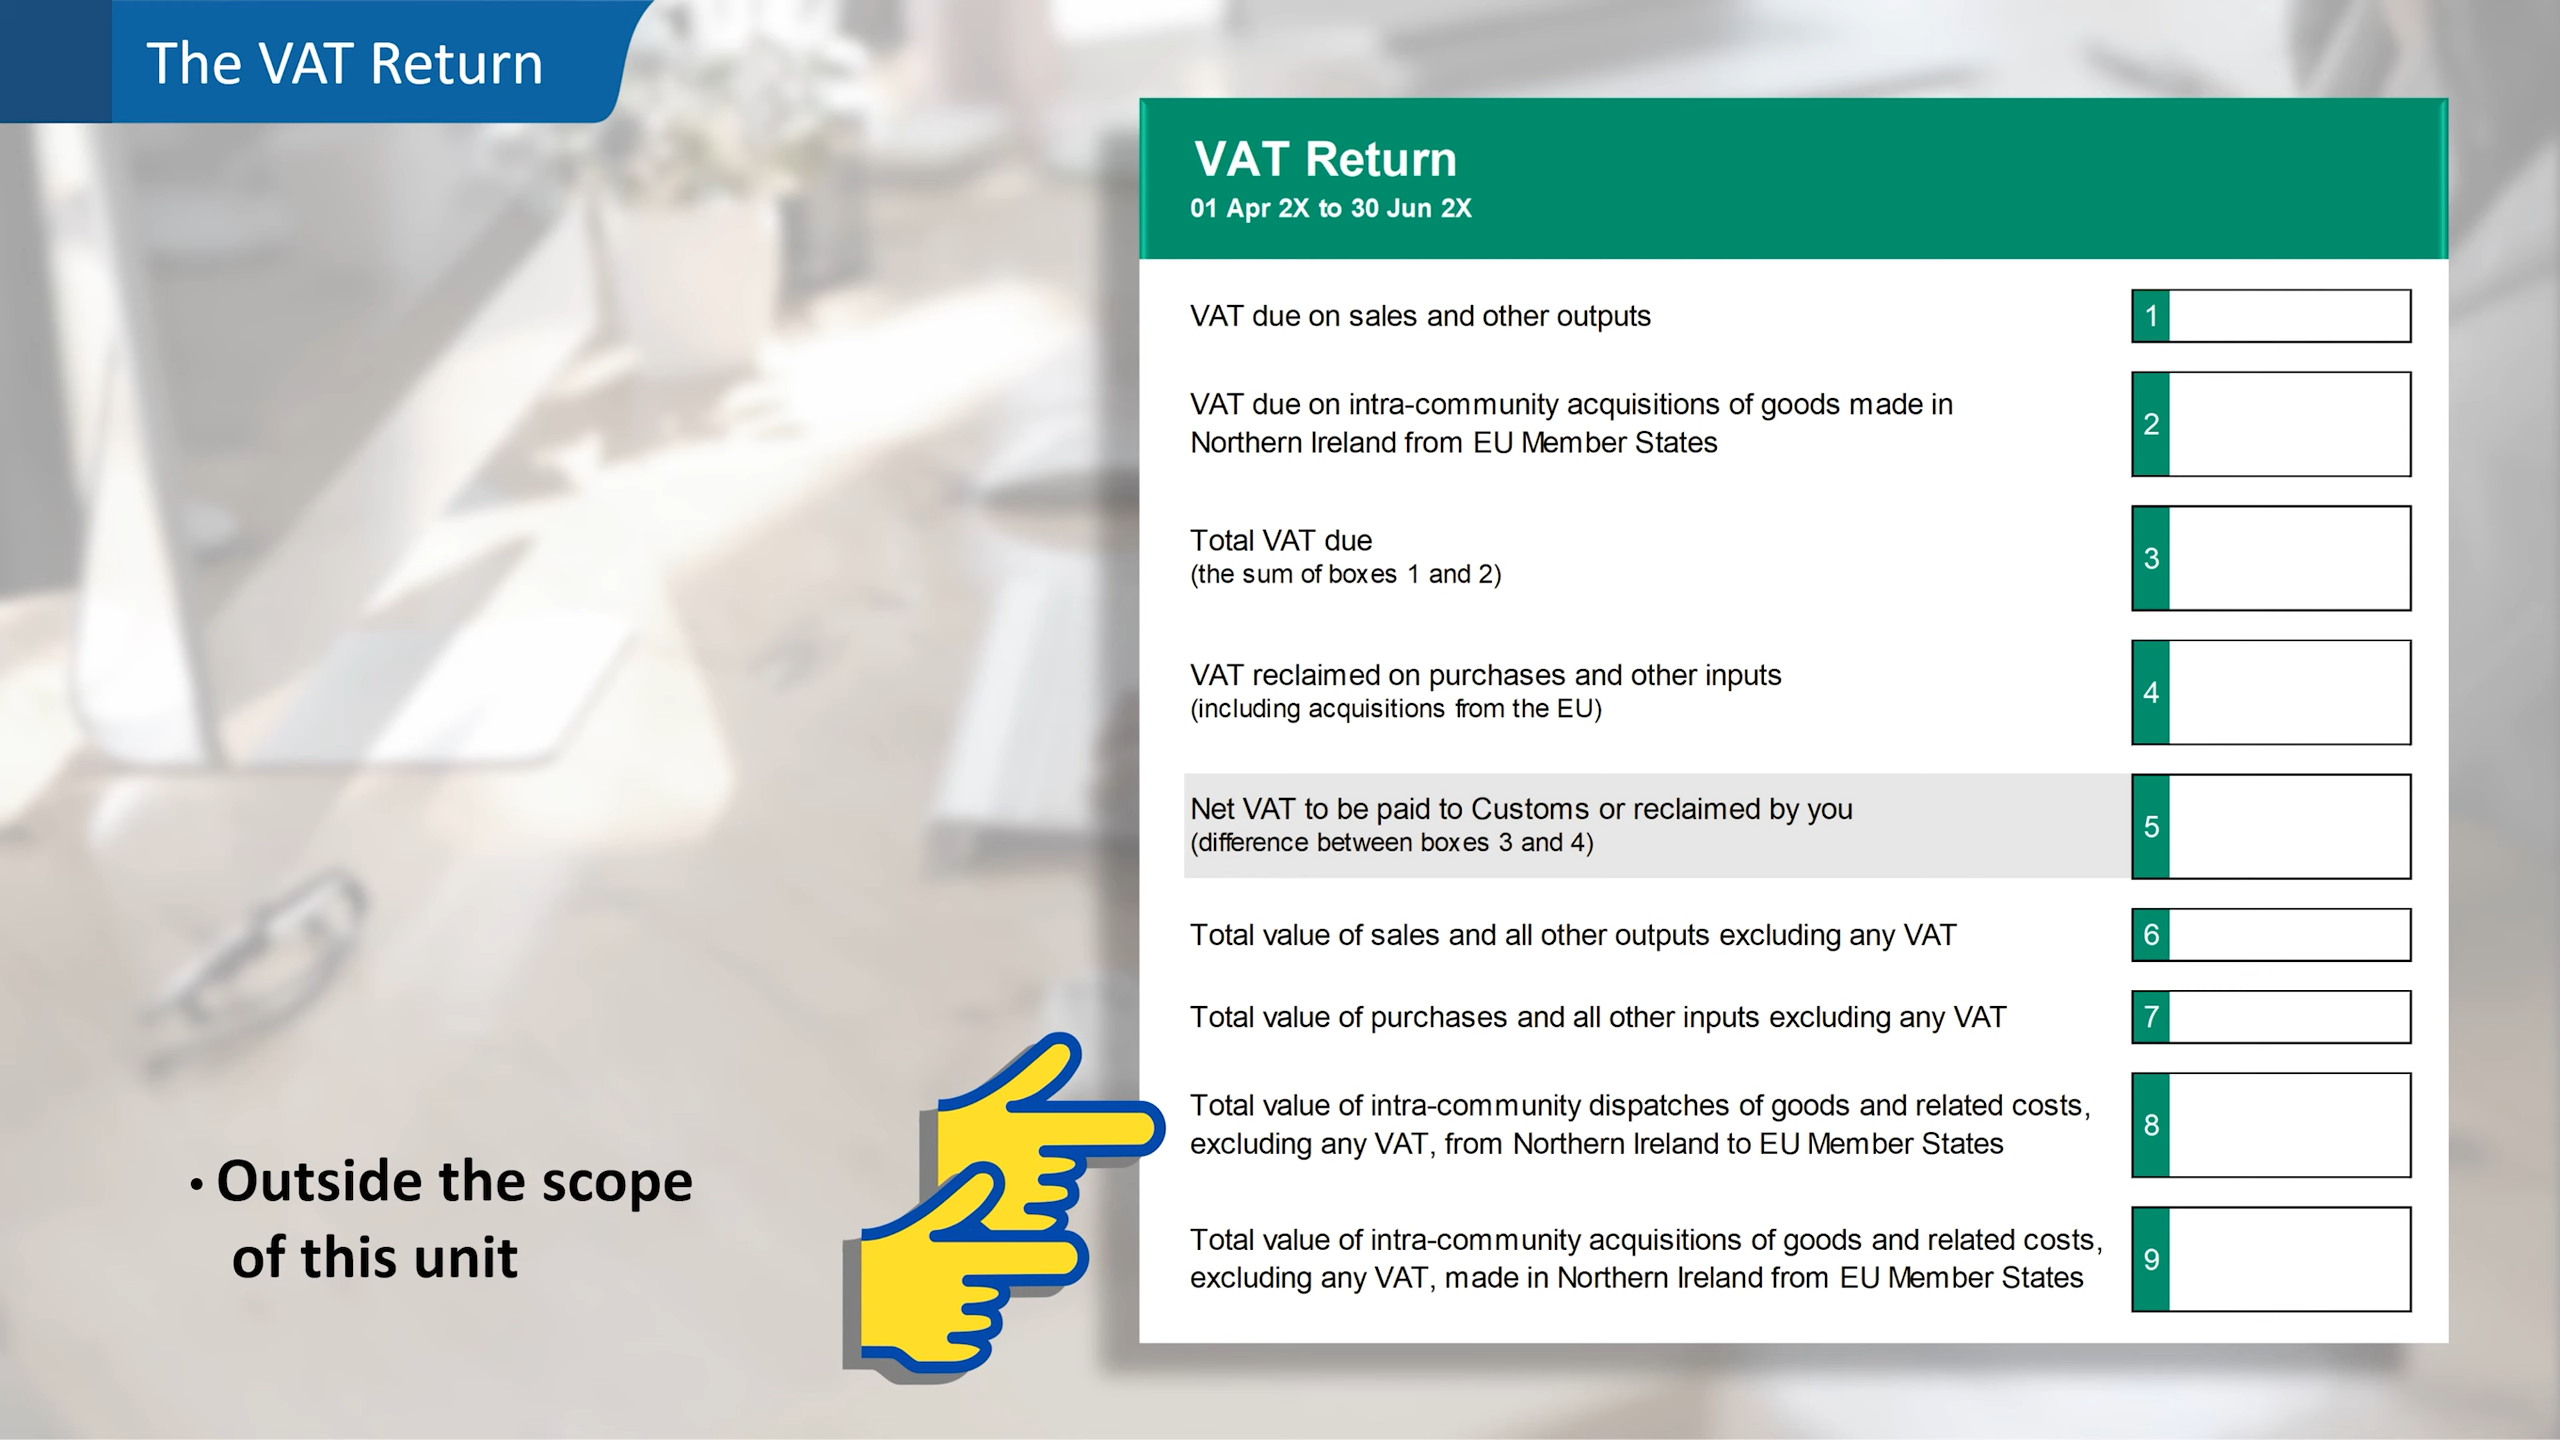 The VAT Return
VAT Return
01 Apr 2X to 30 Jun 2X
VAT due on sales and other outputs
1
VAT due on intra-community acquisitions of goods made in
Northern Ireland from EU Member States
2
Total VAT due
(the sum of boxes 1 and 2)
3
VAT reclaimed on purchases and other inputs
(including acquisitions from the EU)
4
Net VAT to be paid to Customs or reclaimed by you
(difference between boxes 3 and 4)
5
Total value of sales and all other outputs excluding any VAT
6
Total value of purchases and all other inputs excluding any VAT
7
Total value of intra-community dispatches of goods and related costs,
excluding any VAT, from Northern Ireland to EU Member States
8
Total value of intra-community acquisitions of goods and related costs,
excluding any VAT, made in Northern Ireland from EU Member States
9
• Outside the scope
of this unit